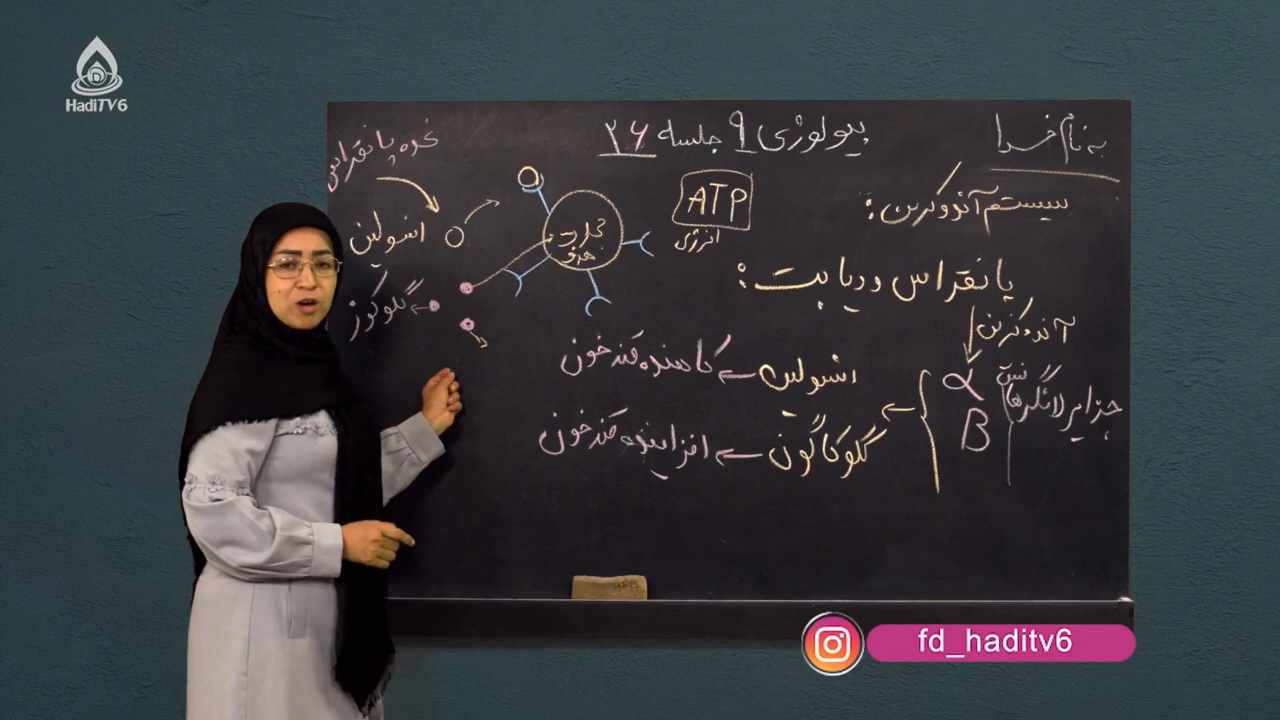 HadiTV6
به نام خدا
بیولوژی ۹ جلسه ۲۶
سیستم آندوکرین:
پانقراس و دیابت:
آندوکرین
جزایر لانگرهانس
α
β
انسولین ← کاهنده قند خون
گلوکاگون ← افزاینده قند خون
ATP
انرژی
غده پانقراس
انسولین
گلوکوز
هدف
fd_haditv6